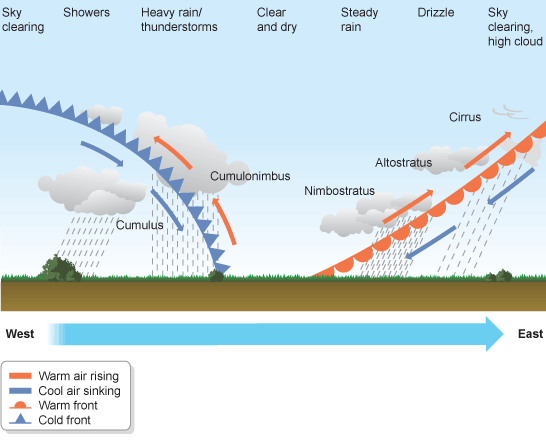 Sky
clearing
Showers
Heavy rain/
thunderstorms
Clear
and dry
Steady
rain
Drizzle
Sky
clearing,
high cloud
Cirrus
Altostratus
Cumulonimbus
Nimbostratus
Cumulus
West
East
Warm air rising
Cool air sinking
Warm front
Cold front